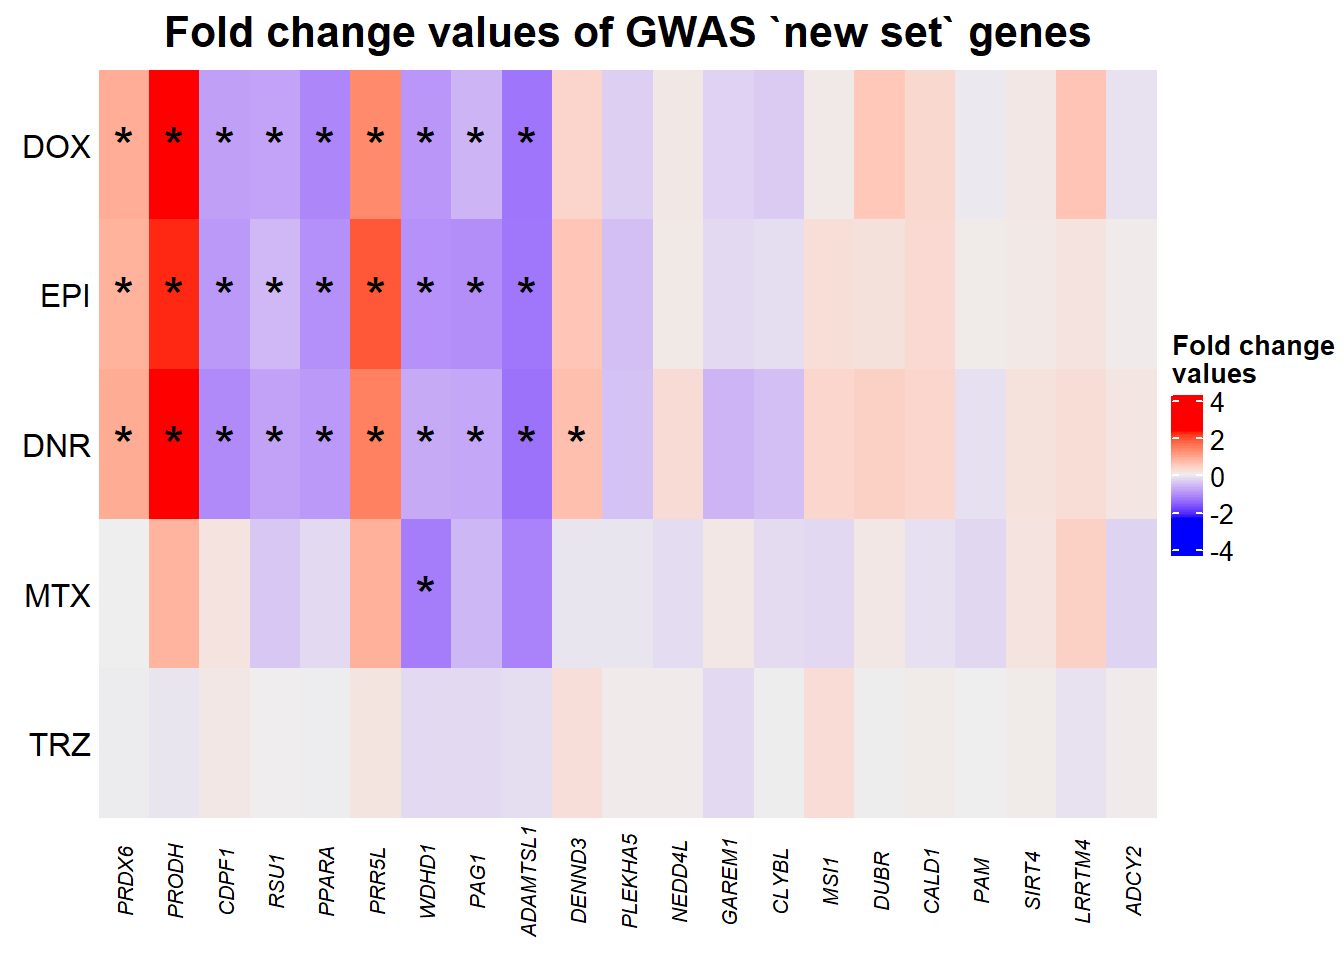 Fold change values of GWAS `new set` genes
DOX * * * * * * * * *
EPI * * * * * * * * *
DNR * * * * * * * * * *
MTX *
TRZ
Fold change
values
4
2
0
-2
-4
PRDX6
PRODH
CDPF1
RSU1
PPARA
PRR5L
WDHD1
PAG1
ADAMTSL1
DENND3
PLEKHA5
NEDD4L
GAREM1
CLYBL
MSI1
DUBR
CALD1
PAM
SIRT4
LRRTM4
ADCY2